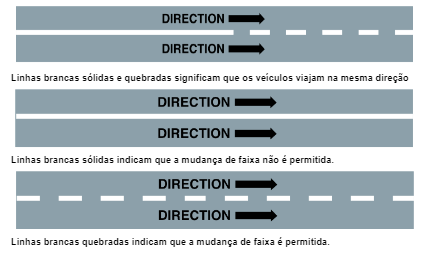 DIRECTION
DIRECTION
Linhas brancas sólidas e quebradas significam que os veículos viajam na mesma direção
DIRECTION
DIRECTION
Linhas brancas sólidas indicam que a mudança de faixa não é permitida.
DIRECTION
DIRECTION
Linhas brancas quebradas indicam que a mudança de faixa é permitida.